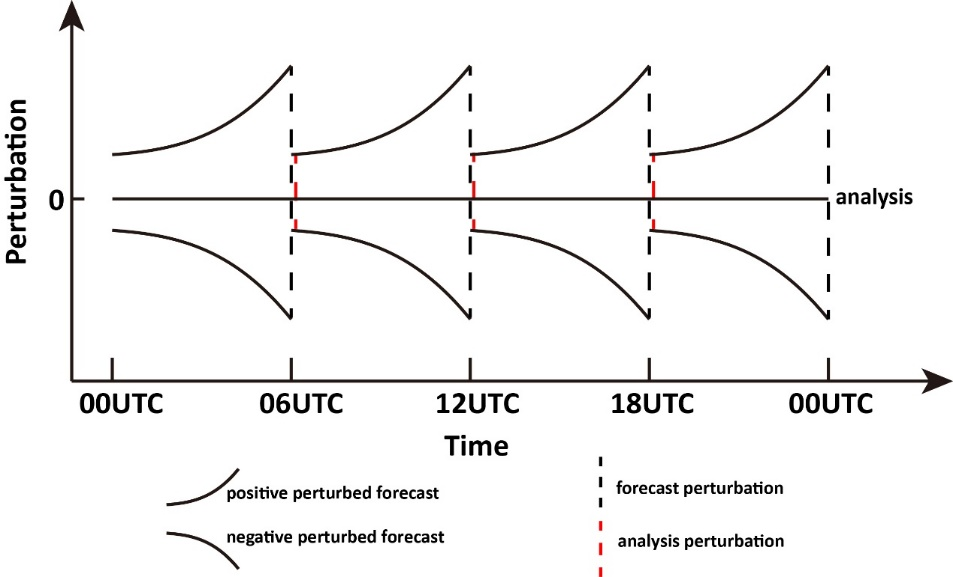 Perturbation
0
analysis
00UTC 06UTC 12UTC 18UTC 00UTC
Time
positive perturbed forecast
negative perturbed forecast
forecast perturbation
analysis perturbation